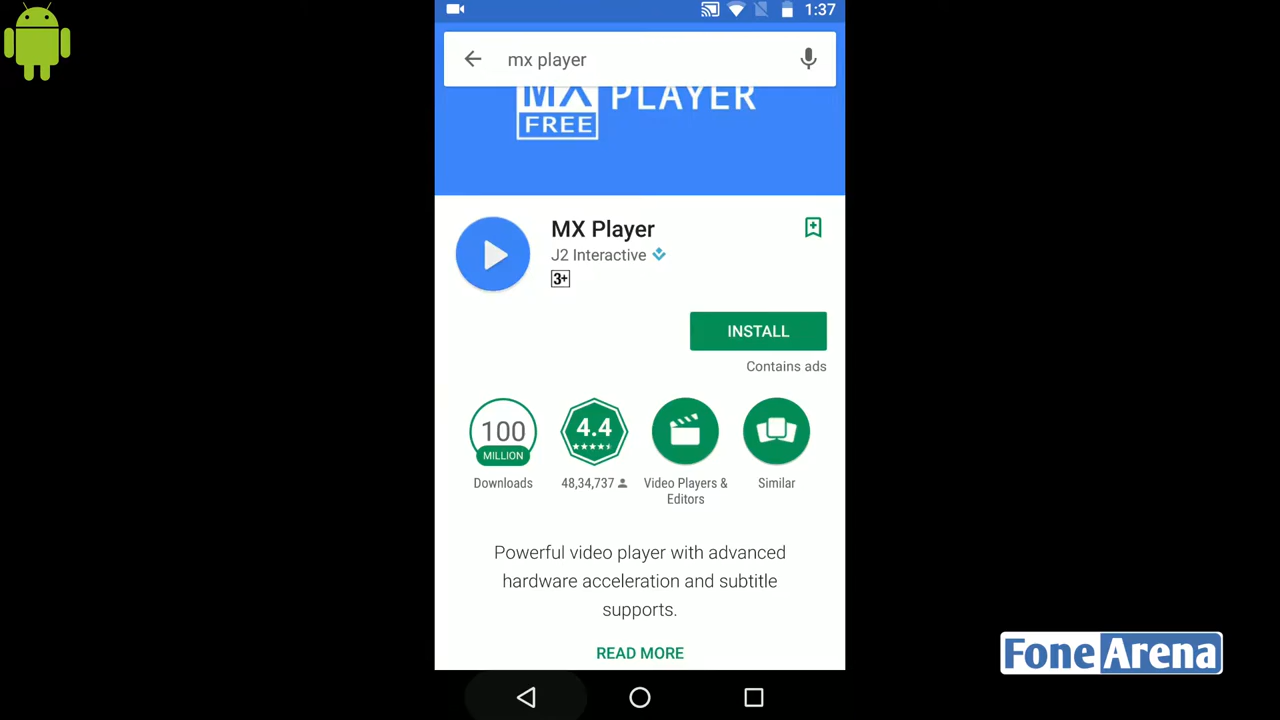 1:37
mx player
MX PLAYER
FREE
MX Player
J2 Interactive
3+
INSTALL
Contains ads
100
MILLION
4.4
Downloads
48,34,737
Video Players &
Editors
Similar
Powerful video player with advanced
hardware acceleration and subtitle
supports.
READ MORE
FoneArena